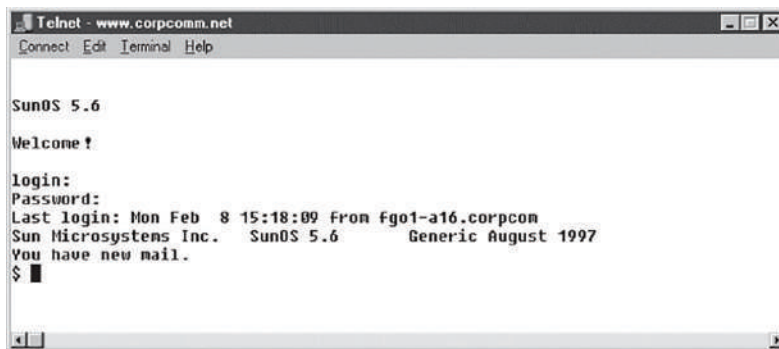 Telnet - www.corpcomm.net
Connect Edit Terminal Help
SunOS 5.6
Welcome!
login:
Password:
Last login: Mon Feb  8 15:18:09 from fgo1-a16.corpcom
Sun Microsystems Inc.   SunOS 5.6       Generic August 1997
You have new mail.
$